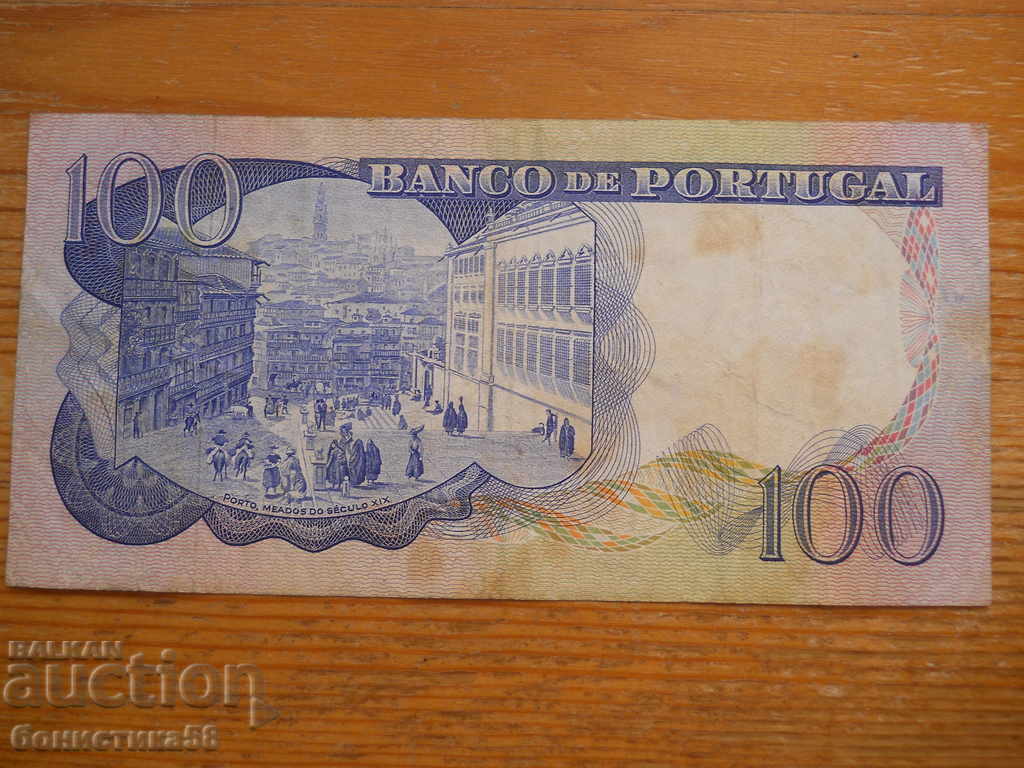 100
BANCO DE PORTUGAL
PORTO, MEADOS DO SÉCULO XIX
100
BALKAN
auction
бонистика58